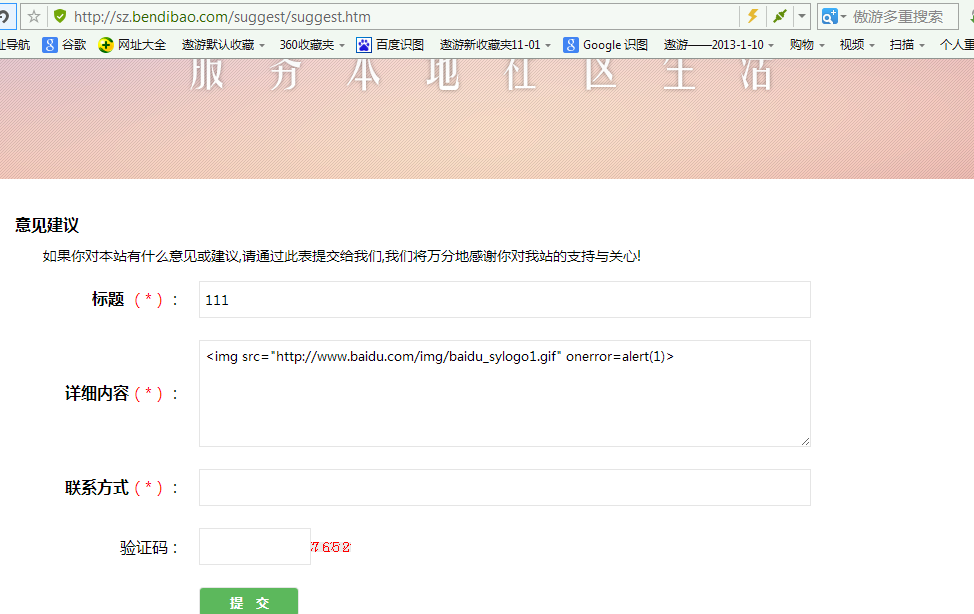 http://sz.bendibao.com/suggest/suggest.htm 傲游多重搜索
址导航 谷歌 网址大全 遨游默认收藏 360收藏夹 百度识图 遨游新收藏夹11-01 Google 识图 遨游——2013-1-10 购物 视频 扫描 个人重
服务本地社区生活
意见建议
如果你对本站有什么意见或建议,请通过此表提交给我们,我们将万分地感谢你对我站的支持与关心!
标题 ( * ) : 111
详细内容 ( * ) : <img src="http://www.baidu.com/img/baidu_sylogo1.gif" onerror=alert(1)>
联系方式 ( * ) :
验证码 : 7652
提 交